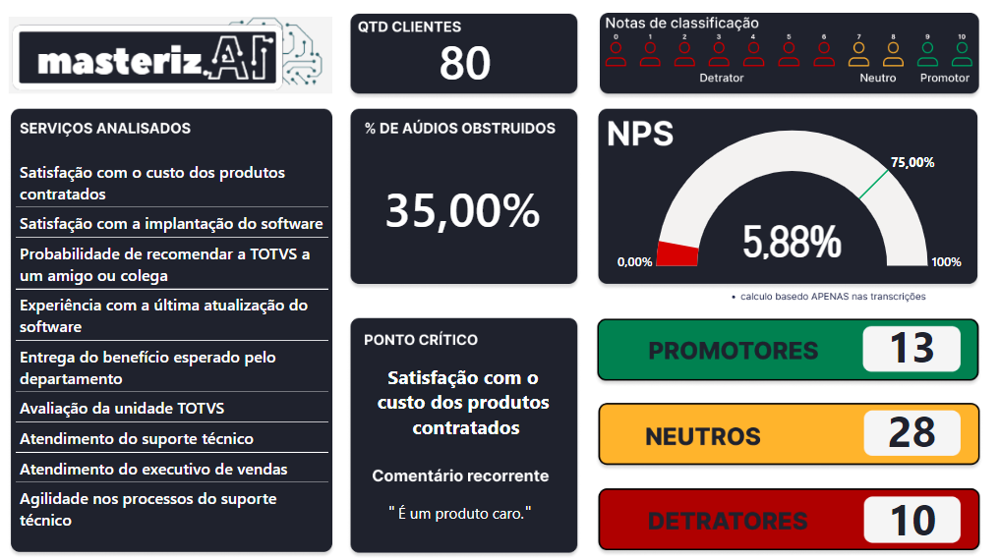 masteriz.AI
QTD CLIENTES
80
Notas de classificação
0 1 2 3 4 5 6 7 8 9 10
Detrator Neutro Promotor
SERVIÇOS ANALISADOS
Satisfação com o custo dos produtos
contratados
Satisfação com a implantação do software
Probabilidade de recomendar a TOTVS a
um amigo ou colega
Experiência com a última atualização do
software
Entrega do benefício esperado pelo
departamento
Avaliação da unidade TOTVS
Atendimento do suporte técnico
Atendimento do executivo de vendas
Agilidade nos processos do suporte
técnico
% DE AÚDIOS OBSTRUIDOS
35,00%
PONTO CRÍTICO
Satisfação com o
custo dos produtos
contratados
Comentário recorrente
" É um produto caro."
NPS
75,00%
5,88%
0,00%
100%
• calculo basedo APENAS nas transcrições
PROMOTORES 13
NEUTROS 28
DETRATORES 10